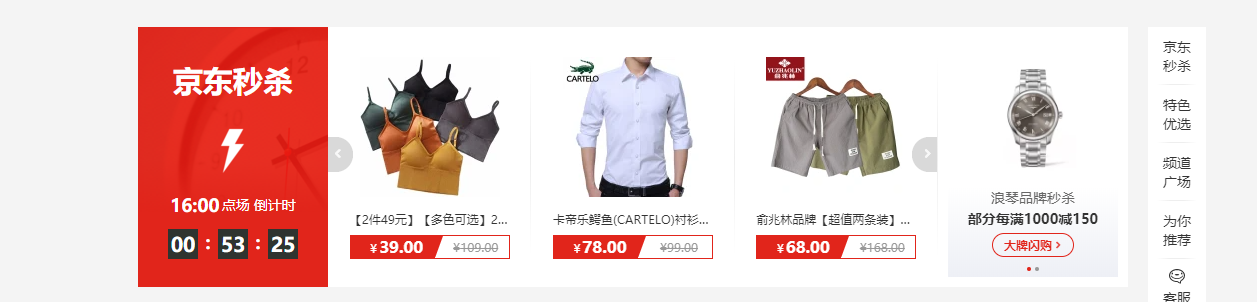 京东秒杀
16:00点场 倒计时
00 : 53 : 25
CARTELO
YUZHAOLIN
俞兆林
【2件49元】【多色可选】2...
¥39.00 ¥109.00
卡帝乐鳄鱼(CARTELO)衬衫...
¥78.00 ¥99.00
俞兆林品牌【超值两条装】...
¥68.00 ¥168.00
浪琴品牌秒杀
部分每满1000减150
大牌闪购 >
京东
秒杀
特色
优选
频道
广场
为你
推荐
客服